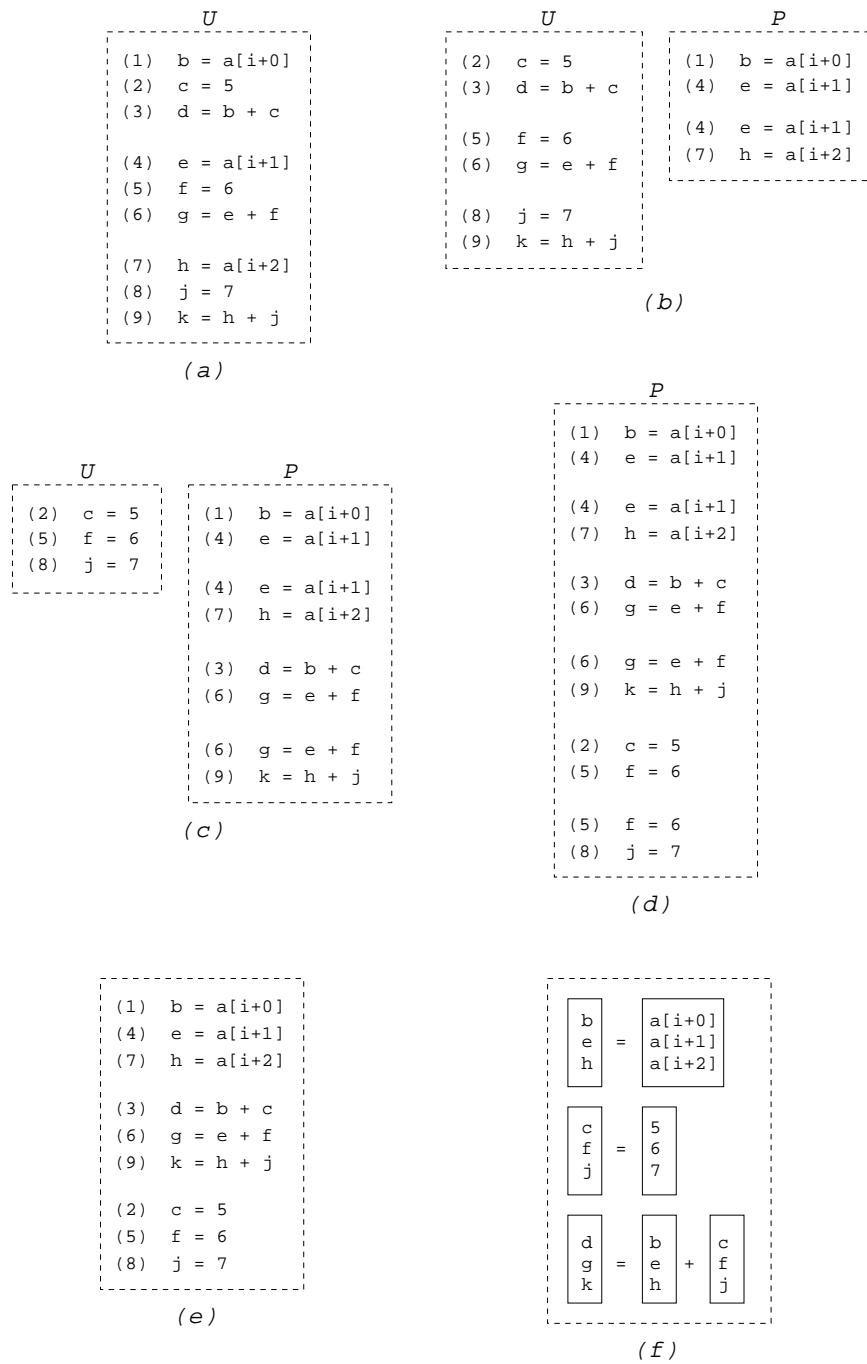 U
(1) b = a[i+0]
(2) c = 5
(3) d = b + c
(4) e = a[i+1]
(5) f = 6
(6) g = e + f
(7) h = a[i+2]
(8) j = 7
(9) k = h + j
(a)
U
(2) c = 5
(3) d = b + c
(5) f = 6
(6) g = e + f
(8) j = 7
(9) k = h + j
P
(1) b = a[i+0]
(4) e = a[i+1]
(4) e = a[i+1]
(7) h = a[i+2]
(b)
U
(2) c = 5
(5) f = 6
(8) j = 7
P
(1) b = a[i+0]
(4) e = a[i+1]
(4) e = a[i+1]
(7) h = a[i+2]
(3) d = b + c
(6) g = e + f
(6) g = e + f
(9) k = h + j
(c)
P
(1) b = a[i+0]
(4) e = a[i+1]
(4) e = a[i+1]
(7) h = a[i+2]
(3) d = b + c
(6) g = e + f
(6) g = e + f
(9) k = h + j
(2) c = 5
(5) f = 6
(5) f = 6
(8) j = 7
(d)
(1) b = a[i+0]
(4) e = a[i+1]
(7) h = a[i+2]
(3) d = b + c
(6) g = e + f
(9) k = h + j
(2) c = 5
(5) f = 6
(8) j = 7
(e)
b a[i+0]
e = a[i+1]
h a[i+2]
c 5
f = 6
j 7
d b c
g = e + f
k h j
(f)